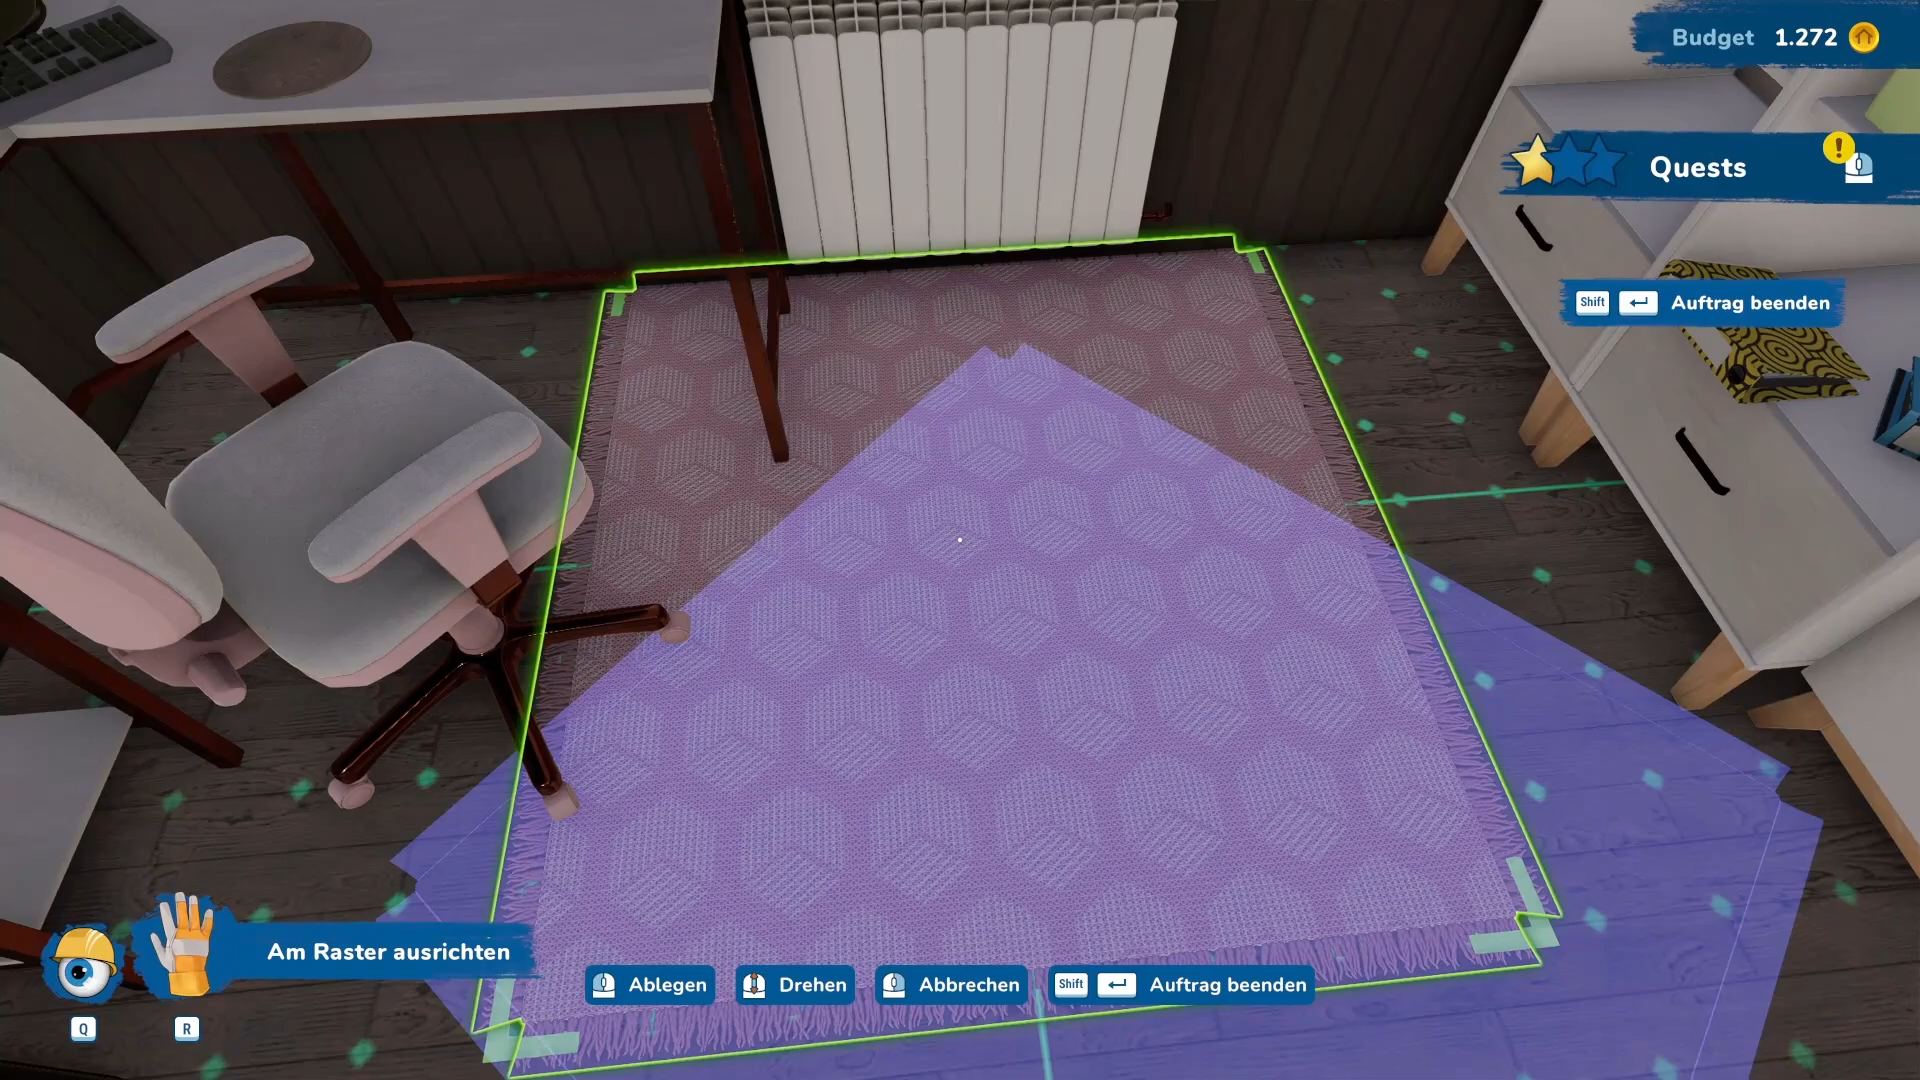 Budget 1.272
Quests
Shift Auftrag beenden
Am Raster ausrichten
Ablegen
Drehen
Abbrechen
Shift Auftrag beenden
Q
R